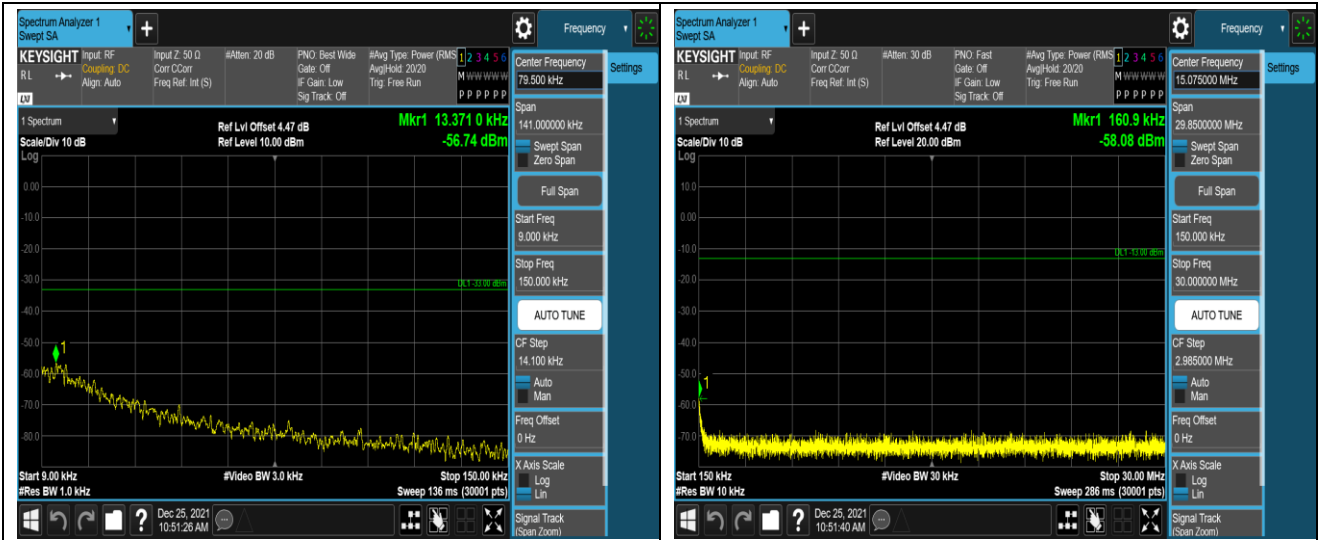 Spectrum Analyzer 1
Swept SA
Frequency
KEYSIGHT
RL
LXI
Input: RF
Coupling: DC
Align: Auto
Input Z: 50 Ω
Corr CCorr
Freq Ref: Int (S)
#Atten: 20 dB
PNO: Best Wide
Gate: Off
IF Gain: Low
Sig Track: Off
#Avg Type: Power (RMS
Avg|Hold: 20/20
Trig: Free Run
1 2 3 4 5 6
M W W W W W
P P P P P P
1 Spectrum
Scale/Div 10 dB
Log
Ref Lvl Offset 4.47 dB
Ref Level 10.00 dBm
Mkr1 13.371 0 kHz
-56.74 dBm
0.00
-10.0
-20.0
-30.0
-40.0
-50.0
-60.0
-70.0
-80.0
DL1 -33.00 dBm
1
Start 9.00 kHz
#Res BW 1.0 kHz
#Video BW 3.0 kHz
Stop 150.00 kHz
Sweep 136 ms (30001 pts)
Center Frequency
79.500 kHz
Settings
Span
141.000000 kHz
Swept Span
Zero Span
Full Span
Start Freq
9.000 kHz
Stop Freq
150.000 kHz
AUTO TUNE
CF Step
14.100 kHz
Auto
Man
Freq Offset
0 Hz
X Axis Scale
Log
Lin
Signal Track
(Span Zoom)
?
Dec 25, 2021
10:51:26 AM
Spectrum Analyzer 1
Swept SA
Frequency
KEYSIGHT
RL
LXI
Input: RF
Coupling: DC
Align: Auto
Input Z: 50 Ω
Corr CCorr
Freq Ref: Int (S)
#Atten: 30 dB
PNO: Fast
Gate: Off
IF Gain: Low
Sig Track: Off
#Avg Type: Power (RMS
Avg|Hold: 20/20
Trig: Free Run
1 2 3 4 5 6
M W W W W W
P P P P P P
1 Spectrum
Scale/Div 10 dB
Log
Ref Lvl Offset 4.47 dB
Ref Level 20.00 dBm
Mkr1 160.9 kHz
-58.08 dBm
10.0
0.00
-10.0
-20.0
-30.0
-40.0
-50.0
-60.0
-70.0
DL1 -13.00 dBm
1
Start 150 kHz
#Res BW 10 kHz
#Video BW 30 kHz
Stop 30.00 MHz
Sweep 286 ms (30001 pts)
Center Frequency
15.075000 MHz
Settings
Span
29.8500000 MHz
Swept Span
Zero Span
Full Span
Start Freq
150.000 kHz
Stop Freq
30.000000 MHz
AUTO TUNE
CF Step
2.985000 MHz
Auto
Man
Freq Offset
0 Hz
X Axis Scale
Log
Lin
Signal Track
(Span Zoom)
?
Dec 25, 2021
10:51:40 AM